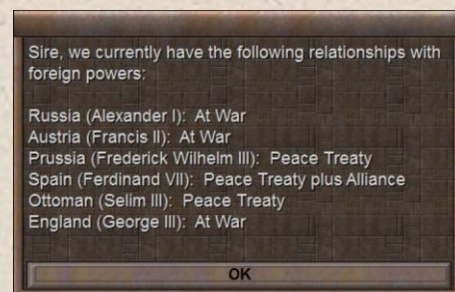 Sire, we currently have the following relationships with
foreign powers:
Russia (Alexander I): At War
Austria (Francis II): At War
Prussia (Frederick Wilhelm III): Peace Treaty
Spain (Ferdinand VII): Peace Treaty plus Alliance
Ottoman (Selim III): Peace Treaty
England (George III): At War
OK